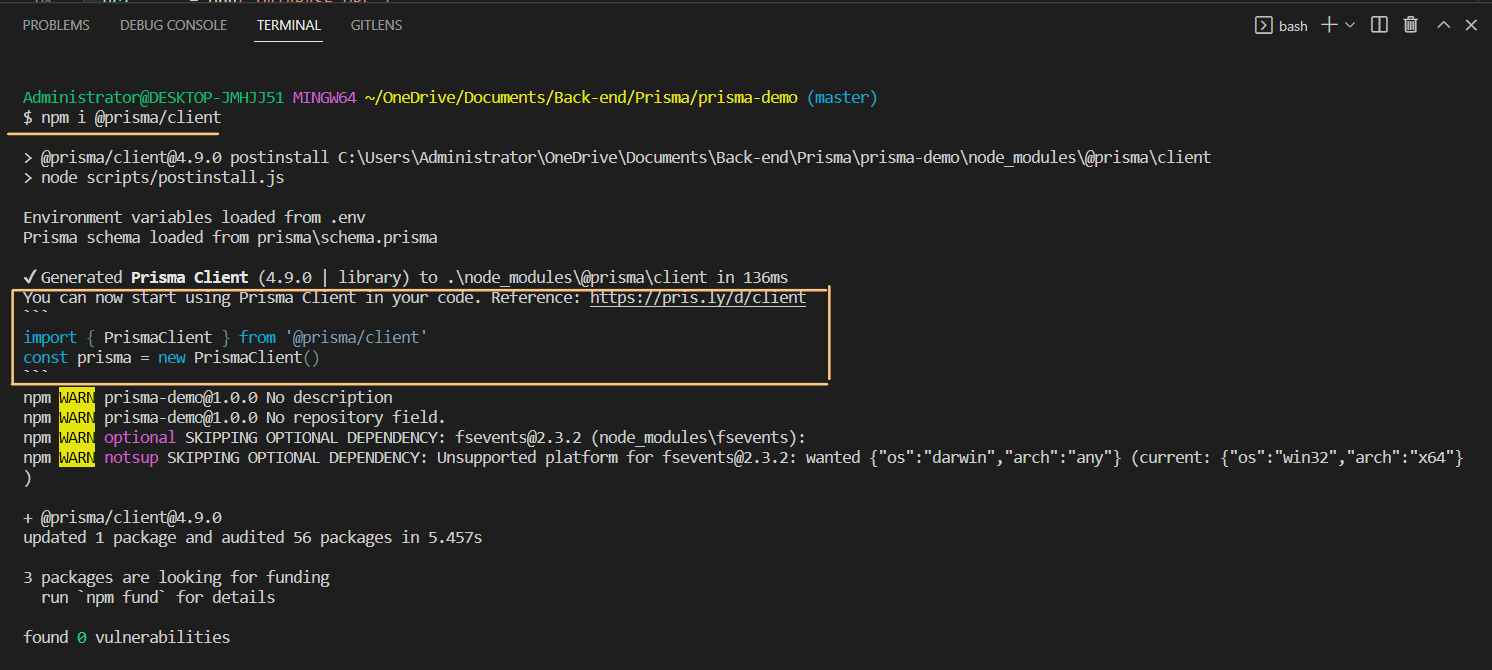 PROBLEMS DEBUG CONSOLE TERMINAL GITLENS bash
Administrator@DESKTOP-JMHJJ51 MINGW64 ~/OneDrive/Documents/Back-end/Prisma/prisma-demo (master)
$ npm i @prisma/client
> @prisma/client@4.9.0 postinstall C:\Users\Administrator\OneDrive\Documents\Back-end\Prisma\prisma-demo\node_modules\@prisma\client
> node scripts/postinstall.js
Environment variables loaded from .env
Prisma schema loaded from prisma\schema.prisma
✓Generated Prisma Client (4.9.0 | library) to .\node_modules\@prisma\client in 136ms
You can now start using Prisma Client in your code. Reference: https://pris.ly/d/client
```
import { PrismaClient } from '@prisma/client'
const prisma = new PrismaClient()
```
npm WARN prisma-demo@1.0.0 No description
npm WARN prisma-demo@1.0.0 No repository field.
npm WARN optional SKIPPING OPTIONAL DEPENDENCY: fsevents@2.3.2 (node_modules\fsevents):
npm WARN notsup SKIPPING OPTIONAL DEPENDENCY: Unsupported platform for fsevents@2.3.2: wanted {"os":"darwin","arch":"any"} (current: {"os":"win32","arch":"x64"}
)
+ @prisma/client@4.9.0
updated 1 package and audited 56 packages in 5.457s
3 packages are looking for funding
run `npm fund` for details
found 0 vulnerabilities